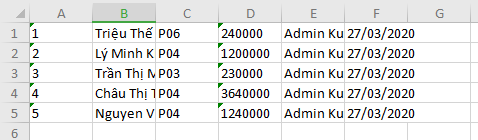 A B C D E F G
1 1 Triệu Thế P06 240000 Admin Ku 27/03/2020
2 2 Lý Minh K P04 1200000 Admin Ku 27/03/2020
3 3 Trần Thị M P03 230000 Admin Ku 27/03/2020
4 4 Châu Thị T P04 3640000 Admin Ku 27/03/2020
5 5 Nguyen V P04 1240000 Admin Ku 27/03/2020
6